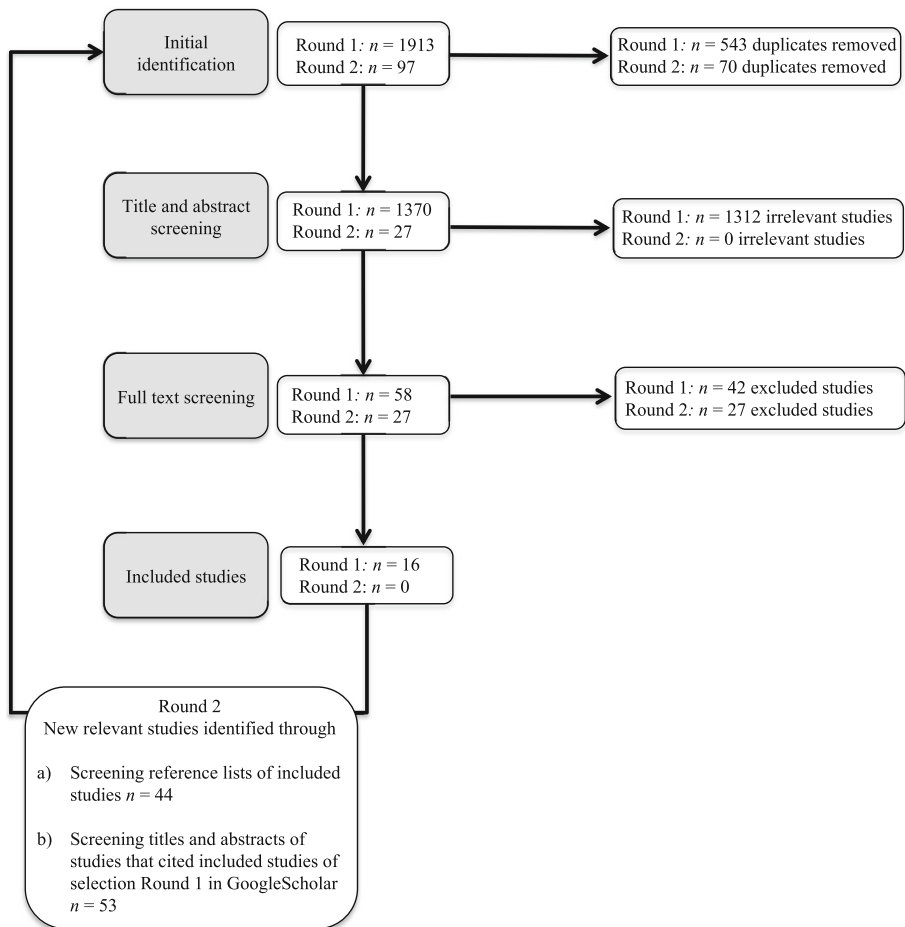 Initial
identification
Round 1: n = 1913
Round 2: n = 97
Round 1: n = 543 duplicates removed
Round 2: n = 70 duplicates removed
Title and abstract
screening
Round 1: n = 1370
Round 2: n = 27
Round 1: n = 1312 irrelevant studies
Round 2: n = 0 irrelevant studies
Full text screening
Round 1: n = 58
Round 2: n = 27
Round 1: n = 42 excluded studies
Round 2: n = 27 excluded studies
Included studies
Round 1: n = 16
Round 2: n = 0
Round 2
New relevant studies identified through
a) Screening reference lists of included
studies n = 44
b) Screening titles and abstracts of
studies that cited included studies of
selection Round 1 in GoogleScholar
n = 53